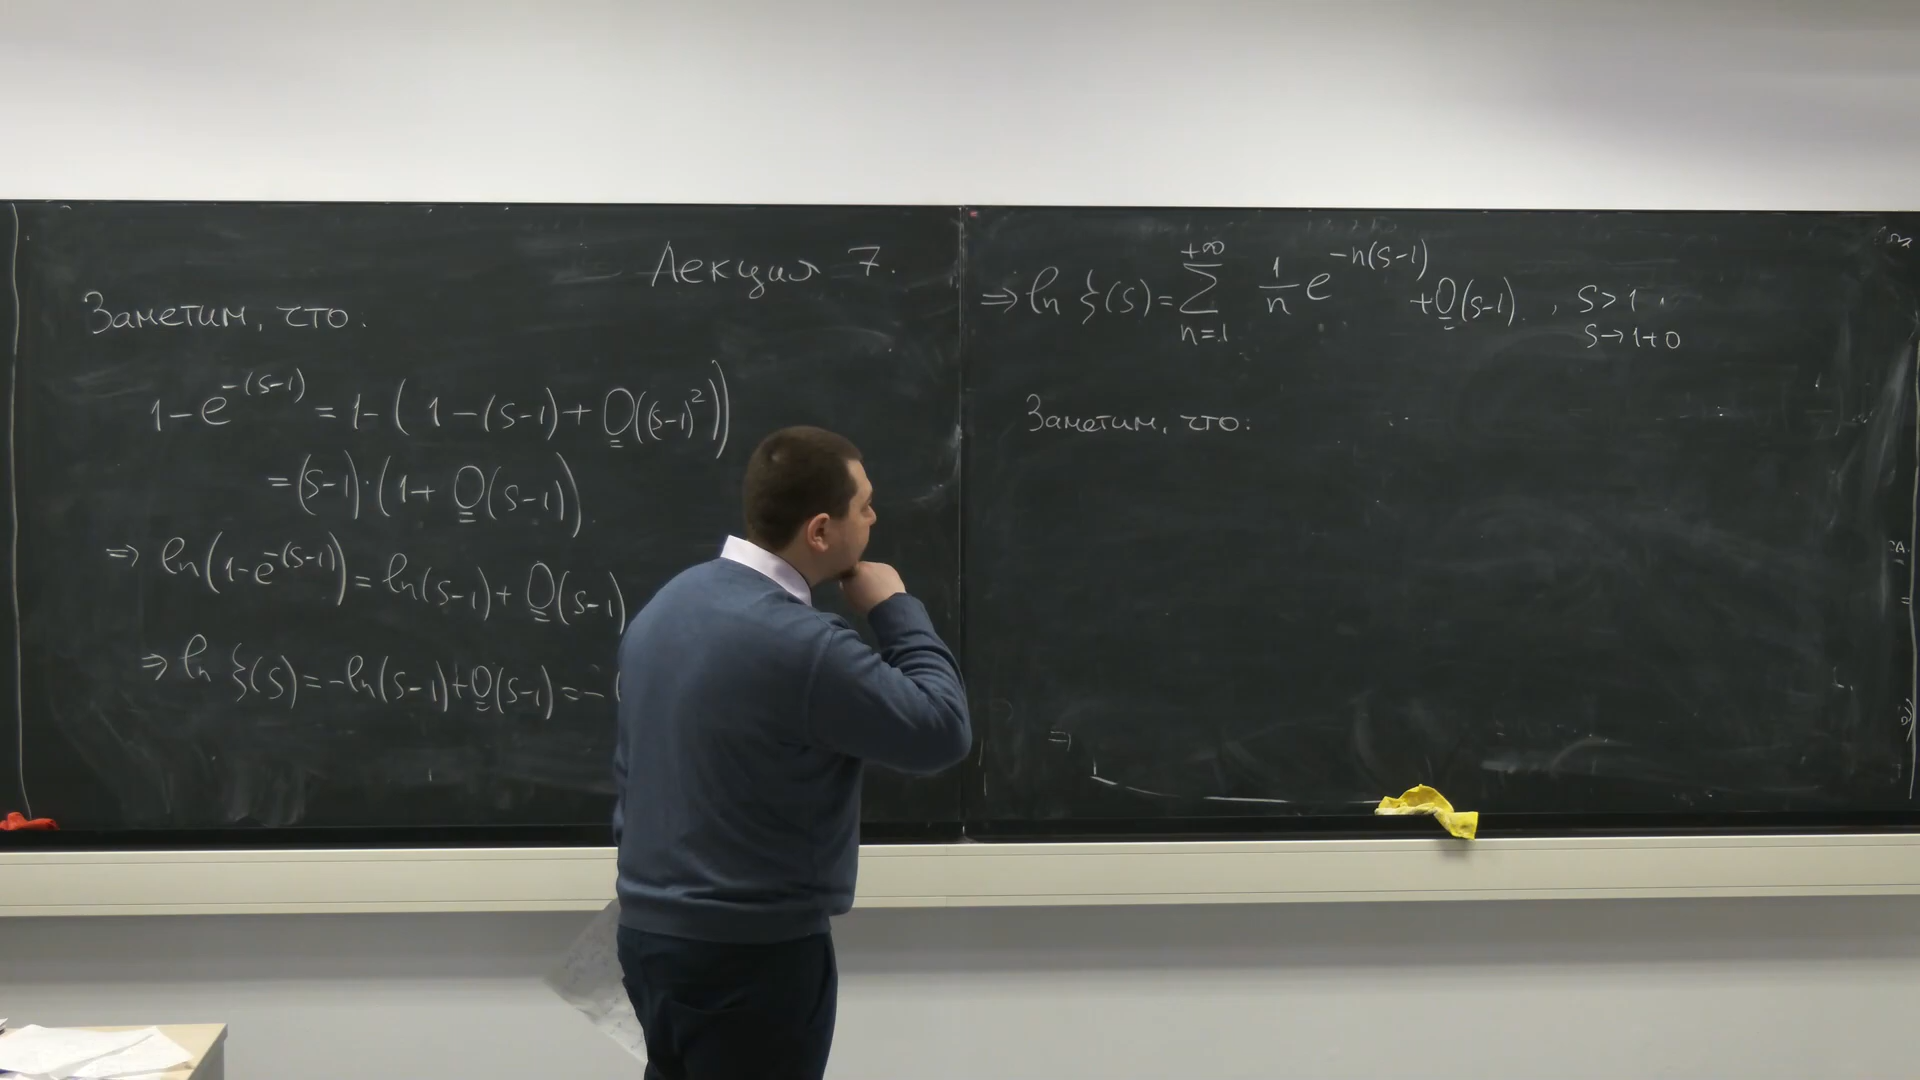 Лекция 7.
Заметим, что.
1-e^{-(s-1)} = 1-( 1-(s-1)+ O((s-1)^2))
=(s-1)·(1+ O(s-1)).
⇒ ln(1-e^{-(s-1)})=ln(s-1)+ O(s-1)
⇒ ln ξ(s)=-ln(s-1)+O(s-1)=-
⇒ ln ξ(s)= ∑_{n=1}^{+∞} 1/n e^{-n(s-1)} +O(s-1). , s>1,
s→1+0
Заметим, что:
⇒